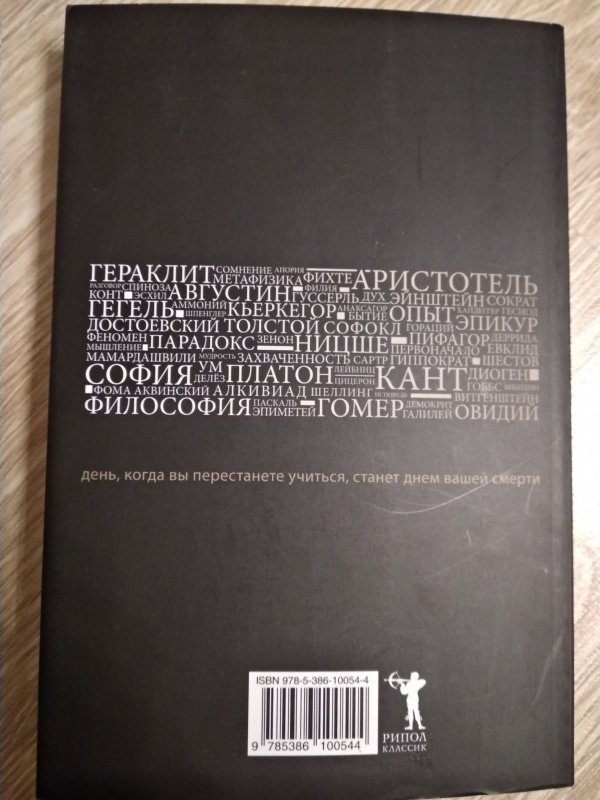 ГЕРАКЛИТ СОМНЕНИЕ АПОРИЯ МЕТАФИЗИКА ФИХТЕ АРИСТОТЕЛЬ
РАЗГОВОР СПИНОЗА АВГУСТИН ГУССЕРЛЬ ФИЛИЯ ДУХ ЭЙНШТЕЙН СОКРАТ
КОНТ ЭСХИЛ АММОНИЙ КЬЕРКЕГОР АНАКСАГОР ОПЫТ ХАЙДЕГГЕР ГЕСИОД
ГЕГЕЛЬ ШПЕНГЛЕР БЫТИЕ ЭПИКУР
ДОСТОЕВСКИЙ ТОЛСТОЙ СОФОКЛ ГОРАЦИЙ ДЕРРИДА
ФЕНОМЕН ПАРАДОКС ЗЕНОН НИЦШЕ ПИФАГОР ЕВКЛИД
МЫШЛЕНИЕ ПЕРВОНАЧАЛО
МАМАРДАШВИЛИ МУДРОСТЬ ЗАХВАЧЕННОСТЬ САРТР ГИППОКРАТ ШЕСТОВ
СОФИЯ УМ ПЛАТОН ЛЕЙБНИЦ КАНТ ДИОГЕН
ДЕЛЁЗ ЦИЦЕРОН ГОББС БИБИХИН
ФОМА АКВИНСКИЙ АЛКИВИАД ШЕЛЛИНГ ИСПОВЕДЬ ВИТГЕНШТЕЙН
ФИЛОСОФИЯ ПАСКАЛЬ ЭПИМЕТЕЙ ГОМЕР ДЕМОКРИТ ГАЛИЛЕЙ ОВИДИЙ
день, когда вы перестанете учиться, станет днем вашей смерти
ISBN 978-5-386-10054-4
9 785386 100544
РИПОЛ
КЛАССИК